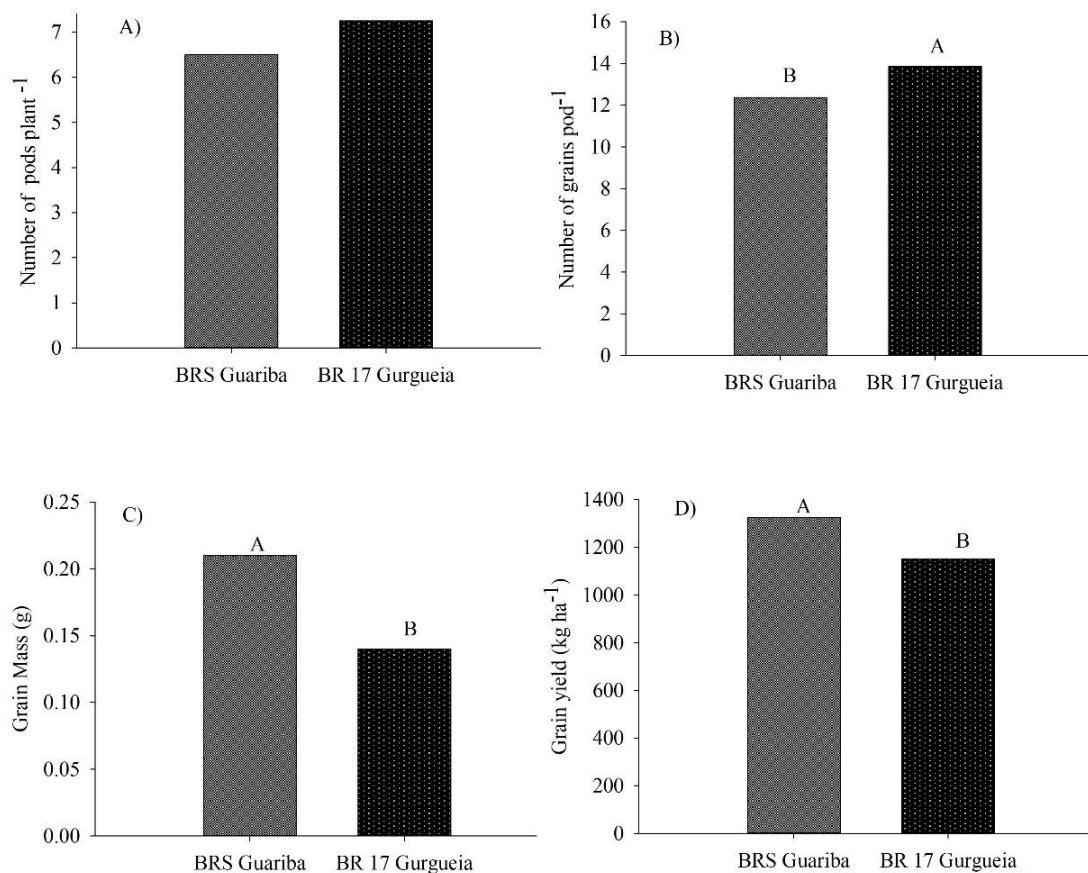 A)
Number of pods plant -1
7
6
5
4
3
2
1
0
BRS Guariba
BR 17 Gurgueia
B)
Number of grains pod-1
16
14
12
10
8
6
4
2
0
B
A
BRS Guariba
BR 17 Gurgueia
C)
Grain Mass (g)
0.25
0.20
0.15
0.10
0.05
0.00
A
B
BRS Guariba
BR 17 Gurgueia
D)
Grain yield (kg ha-1)
1400
1200
1000
800
600
400
200
0
A
B
BRS Guariba
BR 17 Gurgueia